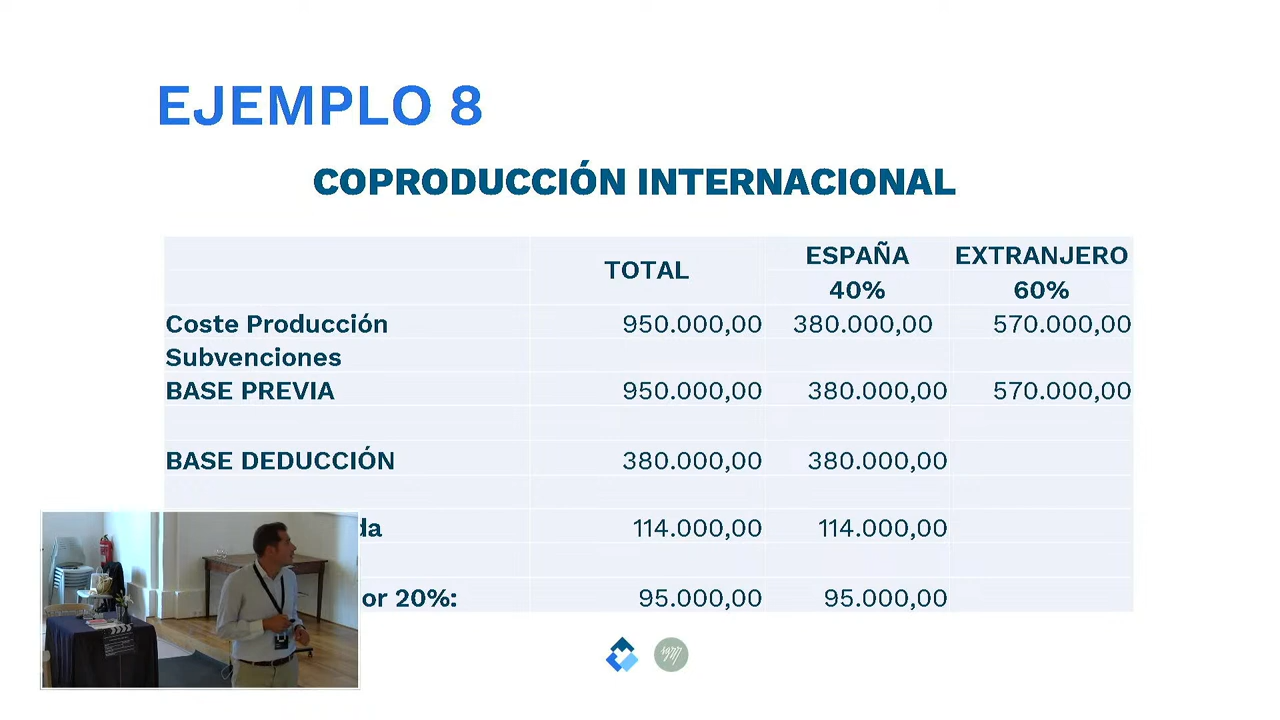 EJEMPLO 8
COPRODUCCIÓN INTERNACIONAL
TOTAL ESPAÑA EXTRANJERO
40% 60%
Coste Producción 950.000,00 380.000,00 570.000,00
Subvenciones
BASE PREVIA 950.000,00 380.000,00 570.000,00
BASE DEDUCCIÓN 380.000,00 380.000,00
da 114.000,00 114.000,00
or 20%: 95.000,00 95.000,00